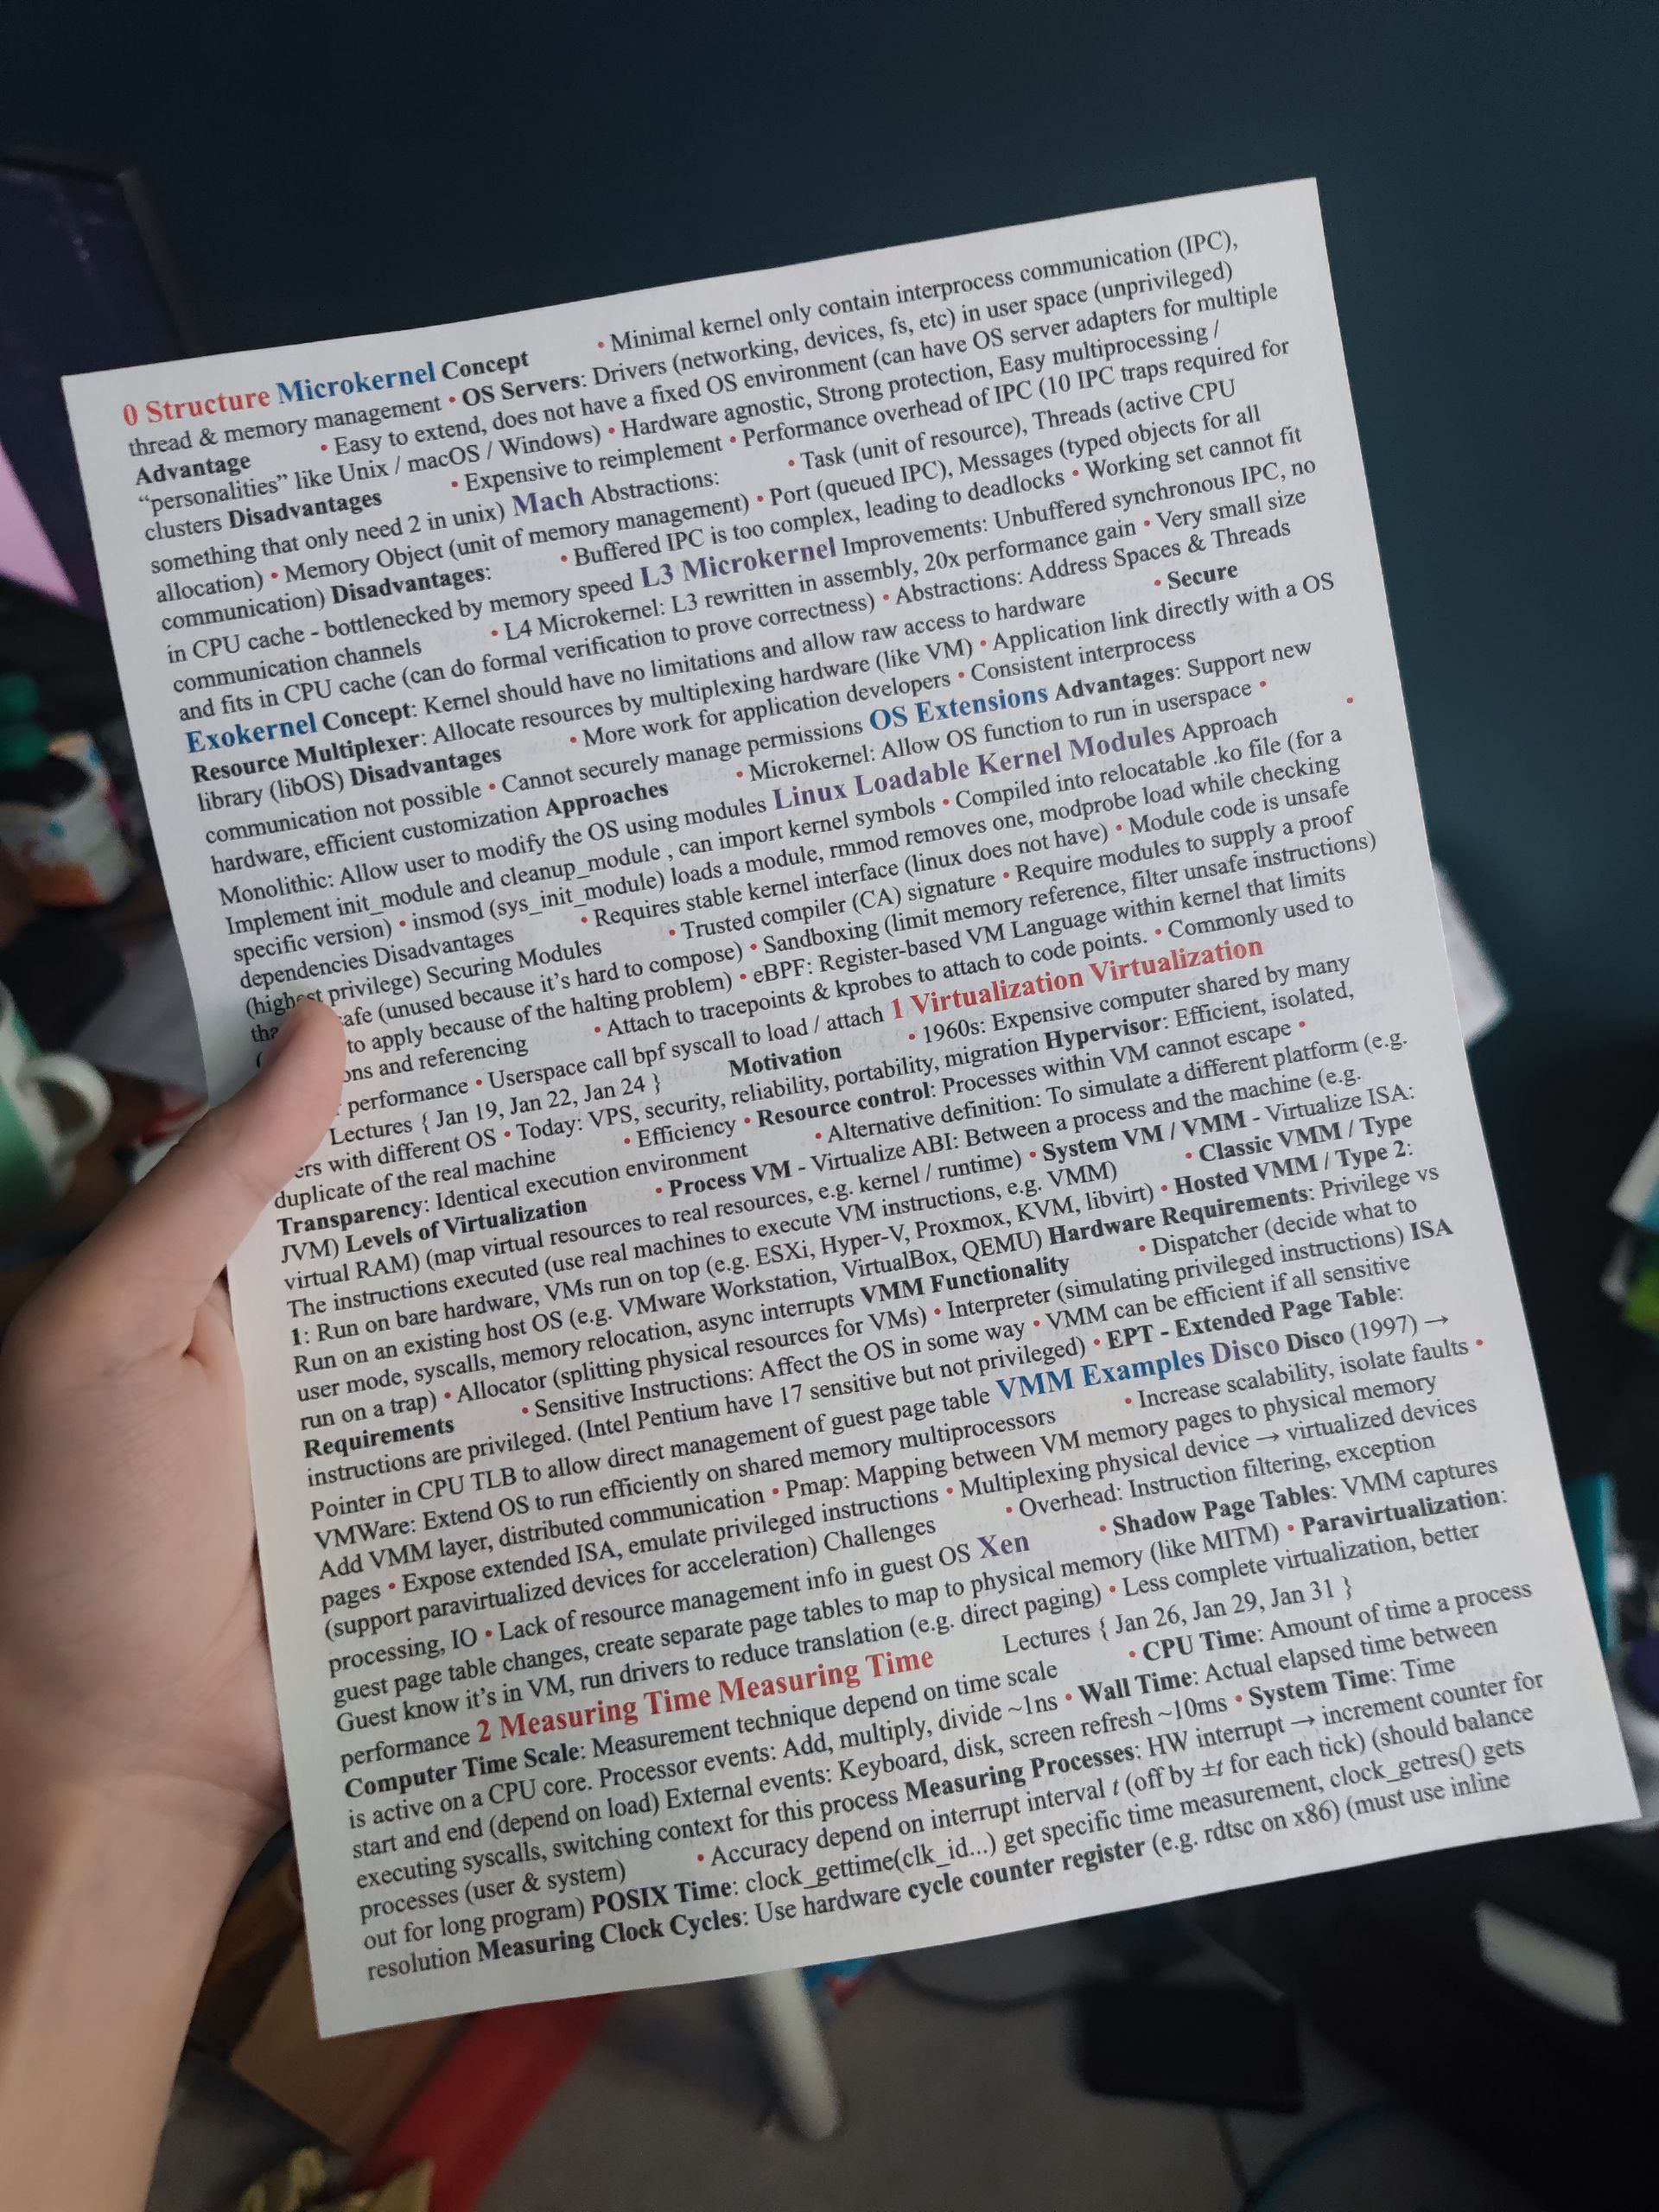 0 Structure Microkernel Concept • Minimal kernel only contain interprocess communication (IPC),
thread & memory management • OS Servers: Drivers (networking, devices, fs, etc) in user space (unprivileged)
Advantage • Easy to extend, does not have a fixed OS environment (can have OS server adapters for multiple
“personalities” like Unix / macOS / Windows) • Hardware agnostic, Strong protection, Easy multiprocessing /
clusters Disadvantages • Expensive to reimplement • Performance overhead of IPC (10 IPC traps required for
something that only need 2 in unix) Mach Abstractions: • Task (unit of resource), Threads (active CPU
allocation) • Memory Object (unit of memory management) • Port (queued IPC), Messages (typed objects for all
communication) Disadvantages: • Buffered IPC is too complex, leading to deadlocks • Working set cannot fit
in CPU cache - bottlenecked by memory speed L3 Microkernel Improvements: Unbuffered synchronous IPC, no
communication channels • L4 Microkernel: L3 rewritten in assembly, 20x performance gain • Very small size
and fits in CPU cache (can do formal verification to prove correctness) • Abstractions: Address Spaces & Threads
Exokernel Concept: Kernel should have no limitations and allow raw access to hardware • Secure
Resource Multiplexer: Allocate resources by multiplexing hardware (like VM) • Application link directly with a OS
library (libOS) Disadvantages • More work for application developers • Consistent interprocess
communication not possible • Cannot securely manage permissions OS Extensions Advantages: Support new
hardware, efficient customization Approaches • Microkernel: Allow OS function to run in userspace •
Monolithic: Allow user to modify the OS using modules Linux Loadable Kernel Modules Approach •
Implement init_module and cleanup_module , can import kernel symbols • Compiled into relocatable .ko file (for a
specific version) • insmod (sys_init_module) loads a module, rmmod removes one, modprobe load while checking
dependencies Disadvantages • Requires stable kernel interface (linux does not have) • Module code is unsafe
(highest privilege) Securing Modules • Trusted compiler (CA) signature • Require modules to supply a proof
afe (unused because it’s hard to compose) • Sandboxing (limit memory reference, filter unsafe instructions)
to apply because of the halting problem) • eBPF: Register-based VM Language within kernel that limits
ons and referencing • Attach to tracepoints & kprobes to attach to code points. • Commonly used to
performance • Userspace call bpf syscall to load / attach 1 Virtualization Virtualization
Lectures { Jan 19, Jan 22, Jan 24 } Motivation • 1960s: Expensive computer shared by many
ers with different OS • Today: VPS, security, reliability, portability, migration Hypervisor: Efficient, isolated,
duplicate of the real machine • Efficiency • Resource control: Processes within VM cannot escape •
Transparency: Identical execution environment • Alternative definition: To simulate a different platform (e.g.
JVM) Levels of Virtualization • Process VM - Virtualize ABI: Between a process and the machine (e.g.
virtual RAM) (map virtual resources to real resources, e.g. kernel / runtime) • System VM / VMM - Virtualize ISA:
The instructions executed (use real machines to execute VM instructions, e.g. VMM) • Classic VMM / Type
1: Run on bare hardware, VMs run on top (e.g. ESXi, Hyper-V, Proxmox, KVM, libvirt) • Hosted VMM / Type 2:
Run on an existing host OS (e.g. VMware Workstation, VirtualBox, QEMU) Hardware Requirements: Privilege vs
user mode, syscalls, memory relocation, async interrupts VMM Functionality • Dispatcher (decide what to
run on a trap) • Allocator (splitting physical resources for VMs) • Interpreter (simulating privileged instructions) ISA
Requirements • Sensitive Instructions: Affect the OS in some way • VMM can be efficient if all sensitive
instructions are privileged. (Intel Pentium have 17 sensitive but not privileged) • EPT - Extended Page Table:
Pointer in CPU TLB to allow direct management of guest page table VMM Examples Disco Disco (1997) →
VMWare: Extend OS to run efficiently on shared memory multiprocessors • Increase scalability, isolate faults •
Add VMM layer, distributed communication • Pmap: Mapping between VM memory pages to physical memory
pages • Expose extended ISA, emulate privileged instructions • Multiplexing physical device → virtualized devices
(support paravirtualized devices for acceleration) Challenges • Overhead: Instruction filtering, exception
processing, IO • Lack of resource management info in guest OS Xen • Shadow Page Tables: VMM captures
guest page table changes, create separate page tables to map to physical memory (like MITM) • Paravirtualization:
Guest know it’s in VM, run drivers to reduce translation (e.g. direct paging) • Less complete virtualization, better
performance 2 Measuring Time Measuring Time Lectures { Jan 26, Jan 29, Jan 31 }
Computer Time Scale: Measurement technique depend on time scale • CPU Time: Amount of time a process
is active on a CPU core. Processor events: Add, multiply, divide ~1ns • Wall Time: Actual elapsed time between
start and end (depend on load) External events: Keyboard, disk, screen refresh ~10ms • System Time: Time
executing syscalls, switching context for this process Measuring Processes: HW interrupt → increment counter for
processes (user & system) • Accuracy depend on interrupt interval t (off by ±t for each tick) (should balance
out for long program) POSIX Time: clock_gettime(clk_id...) get specific time measurement, clock_getres() gets
resolution Measuring Clock Cycles: Use hardware cycle counter register (e.g. rdtsc on x86) (must use inline